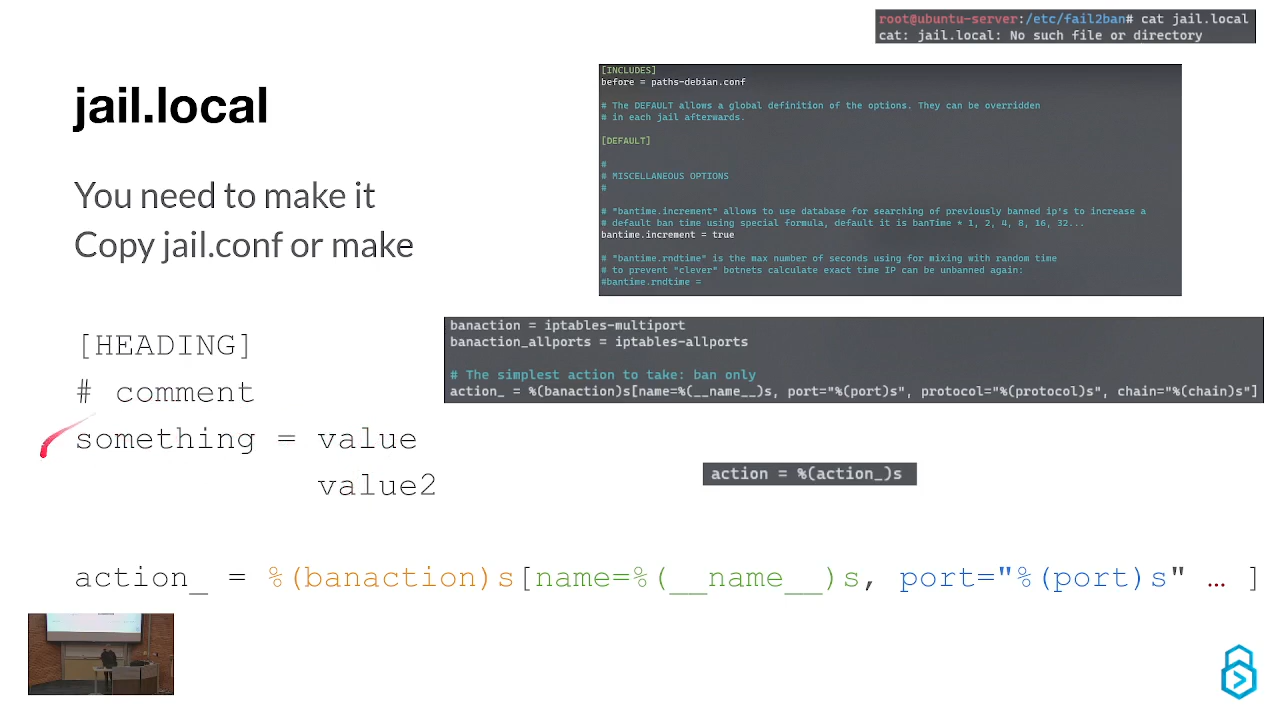 root@ubuntu-server:/etc/fail2ban# cat jail.local
cat: jail.local: No such file or directory
jail.local
You need to make it
Copy jail.conf or make
[INCLUDES]
before = paths-debian.conf
# The DEFAULT allows a global definition of the options. They can be overridden
# in each jail afterwards.
[DEFAULT]
#
# MISCELLANEOUS OPTIONS
#
# "bantime.increment" allows to use database for searching of previously banned ip's to increase a
# default ban time using special formula, default it is banTime * 1, 2, 4, 8, 16, 32...
bantime.increment = true
# "bantime.rndtime" is the max number of seconds using for mixing with random time
# to prevent "clever" botnets calculate exact time IP can be unbanned again:
#bantime.rndtime =
[HEADING]
# comment
something = value
value2
banaction = iptables-multiport
banaction_allports = iptables-allports
# The simplest action to take: ban only
action_ = %(banaction)s[name=%(__name__)s, port="%(port)s", protocol="%(protocol)s", chain="%(chain)s"]
action = %(action_)s
action_ = %(banaction)s[name=%(__name__)s, port="%(port)s" … ]